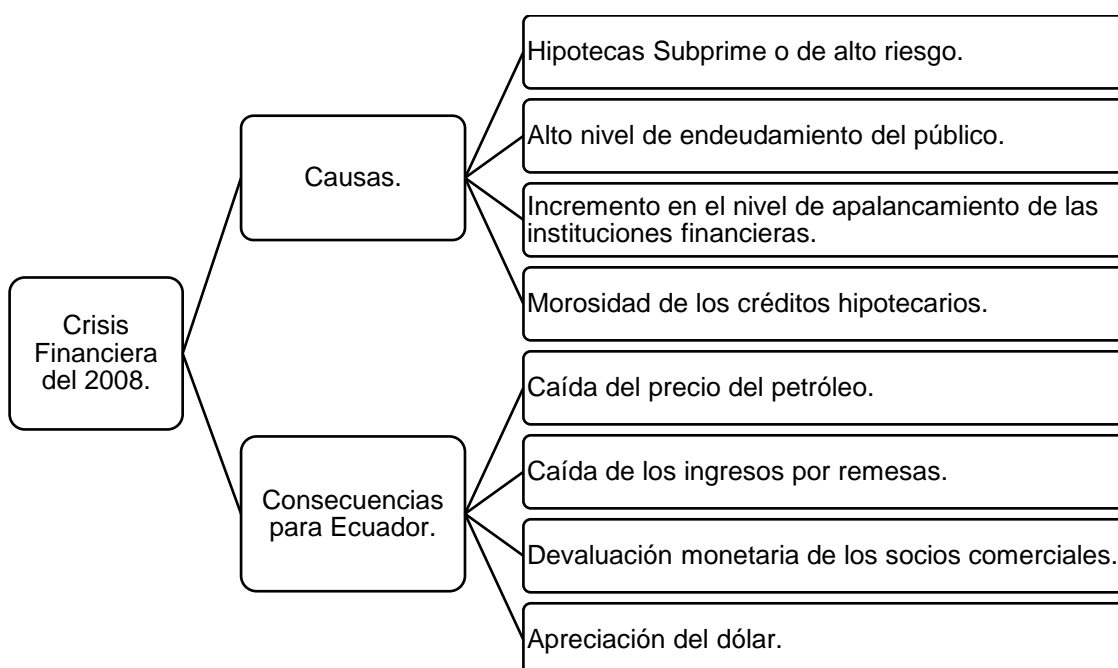 Crisis
Financiera
del 2008.
Causas.
Hipotecas Subprime o de alto riesgo.
Alto nivel de endeudamiento del público.
Incremento en el nivel de apalancamiento de las
instituciones financieras.
Morosidad de los créditos hipotecarios.
Consecuencias
para Ecuador.
Caída del precio del petróleo.
Caída de los ingresos por remesas.
Devaluación monetaria de los socios comerciales.
Apreciación del dólar.